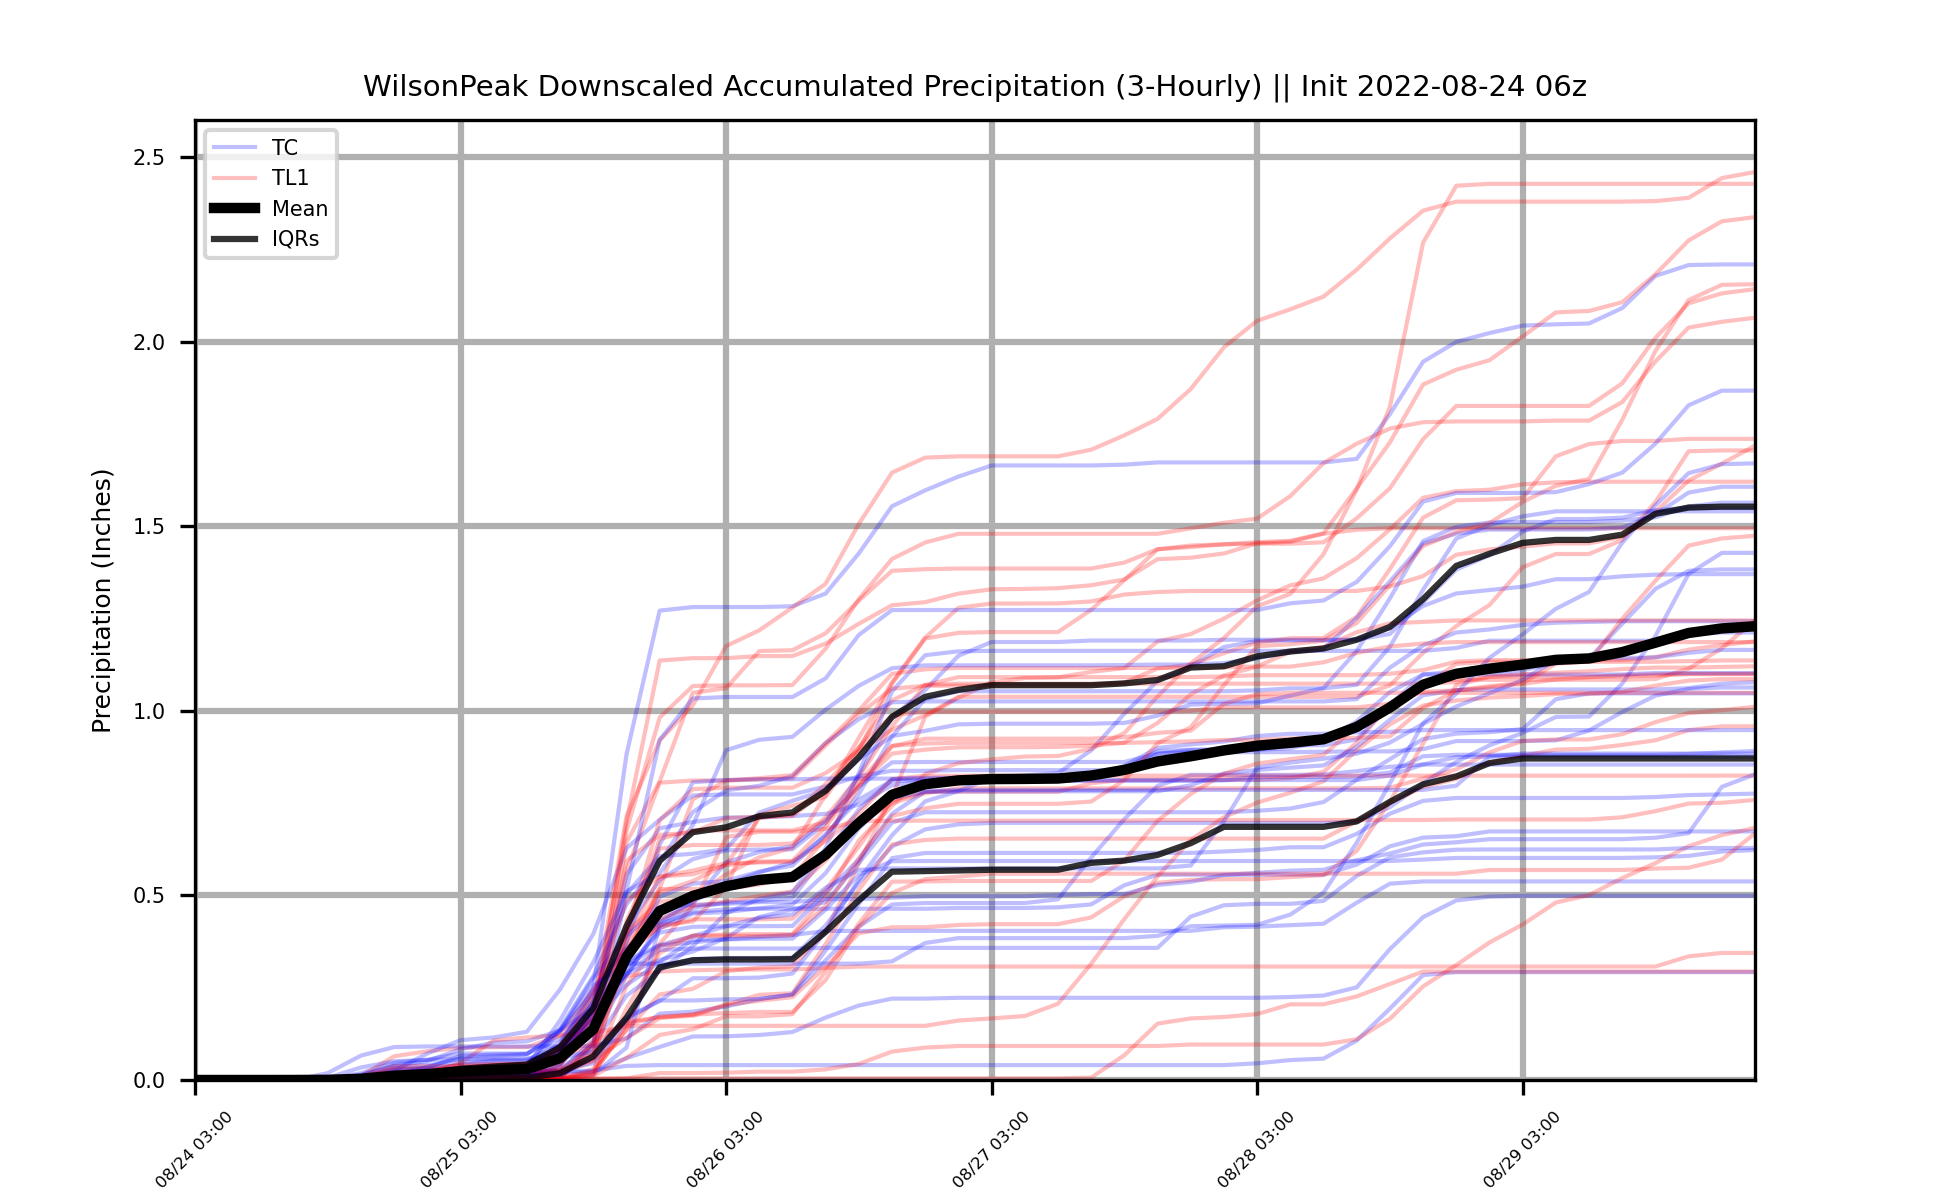 WilsonPeak Downscaled Accumulated Precipitation (3-Hourly) || Init 2022-08-24 06z
TC
TL1
Mean
IQRs
Precipitation (Inches)
2.5
2.0
1.5
1.0
0.5
0.0
08/24 03:00
08/25 03:00
08/26 03:00
08/27 03:00
08/28 03:00
08/29 03:00